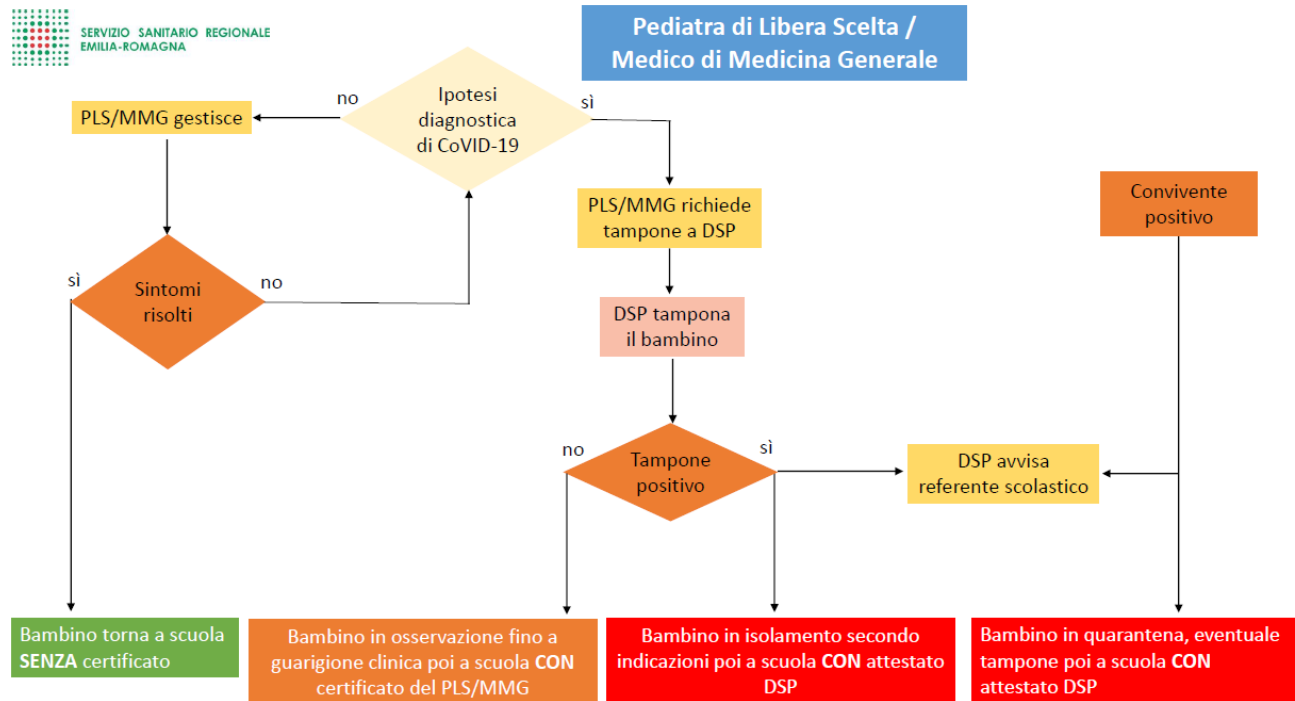 SERVIZIO SANITARIO REGIONALE
EMILIA-ROMAGNA
Pediatra di Libera Scelta /
Medico di Medicina Generale
no
Ipotesi
diagnostica
di CoVID-19
sì
PLS/MMG gestisce
PLS/MMG richiede
tampone a DSP
Convivente
positivo
sì
Sintomi
risolti
no
DSP tampona
il bambino
no
Tampone
positivo
sì
DSP avvisa
referente scolastico
Bambino torna a scuola
SENZA certificato
Bambino in osservazione fino a
guarigione clinica poi a scuola CON
certificato del PLS/MMG
Bambino in isolamento secondo
indicazioni poi a scuola CON attestato
DSP
Bambino in quarantena, eventuale
tampone poi a scuola CON
attestato DSP